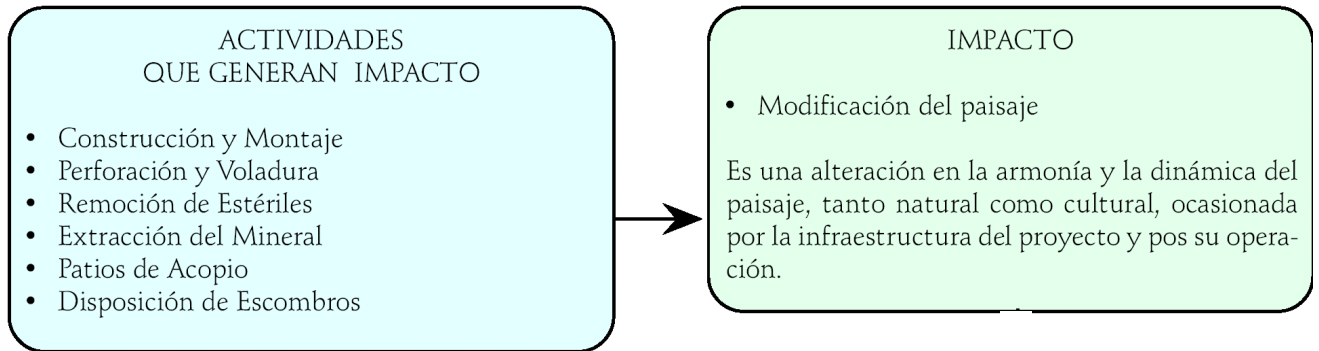 ACTIVIDADES
QUE GENERAN IMPACTO
• Construcción y Montaje
• Perforación y Voladura
• Remoción de Estériles
• Extracción del Mineral
• Patios de Acopio
• Disposición de Escombros
IMPACTO
• Modificación del paisaje
Es una alteración en la armonía y la dinámica del
paisaje, tanto natural como cultural, ocasionada
por la infraestructura del proyecto y pos su opera-
ción.